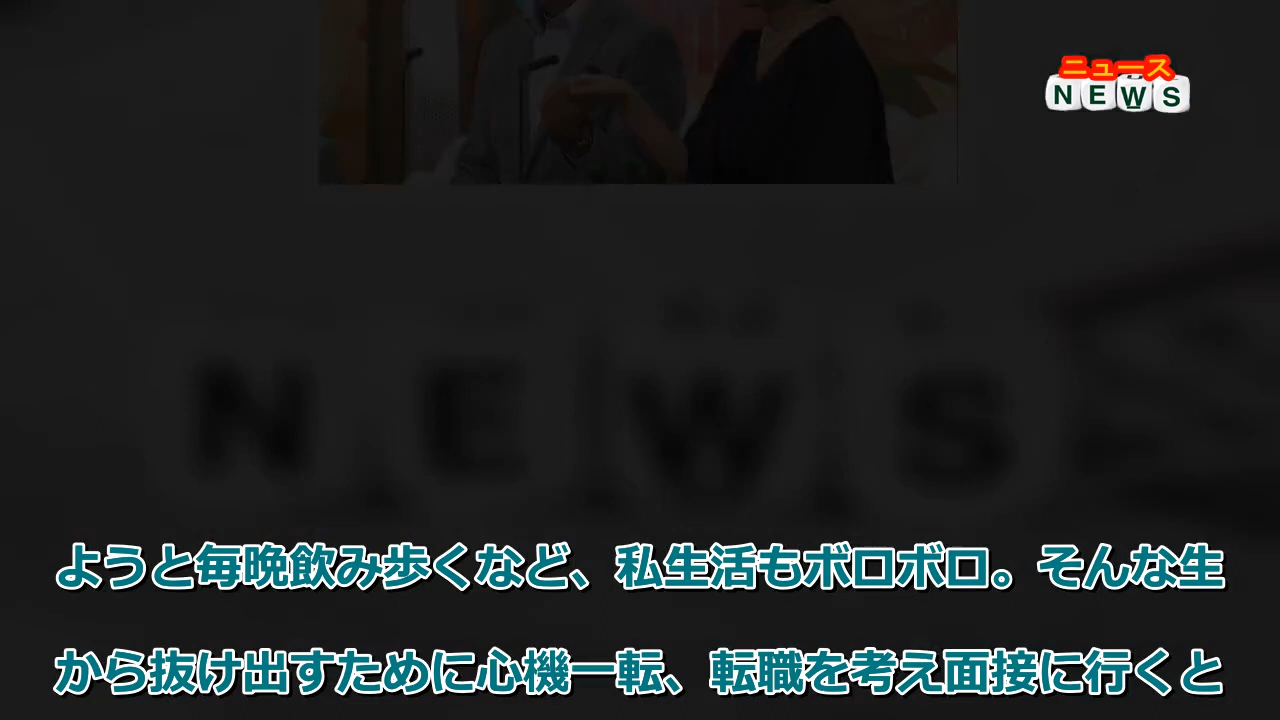 ニュース
NEWS
NEWS
ようと毎晩飲み歩くなど、私生活もボロボロ。そんな生
から抜け出すために心機一転、転職を考え面接に行くと